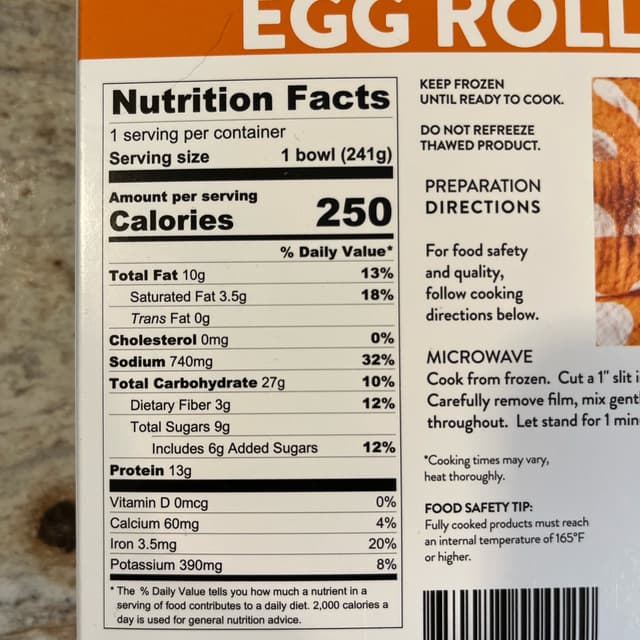 EGG ROLL
Nutrition Facts
1 serving per container
Serving size 1 bowl (241g)
Amount per serving
Calories 250
% Daily Value*
Total Fat 10g 13%
Saturated Fat 3.5g 18%
Trans Fat 0g
Cholesterol 0mg 0%
Sodium 740mg 32%
Total Carbohydrate 27g 10%
Dietary Fiber 3g 12%
Total Sugars 9g
Includes 6g Added Sugars 12%
Protein 13g
Vitamin D 0mcg 0%
Calcium 60mg 4%
Iron 3.5mg 20%
Potassium 390mg 8%
* The % Daily Value tells you how much a nutrient in a
serving of food contributes to a daily diet. 2,000 calories a
day is used for general nutrition advice.
KEEP FROZEN
UNTIL READY TO COOK.
DO NOT REFREEZE
THAWED PRODUCT.
PREPARATION
DIRECTIONS
For food safety
and quality,
follow cooking
directions below.
MICROWAVE
Cook from frozen. Cut a 1" slit i
Carefully remove film, mix gent
throughout. Let stand for 1 min
*Cooking times may vary,
heat thoroughly.
FOOD SAFETY TIP:
Fully cooked products must reach
an internal temperature of 165°F
or higher.